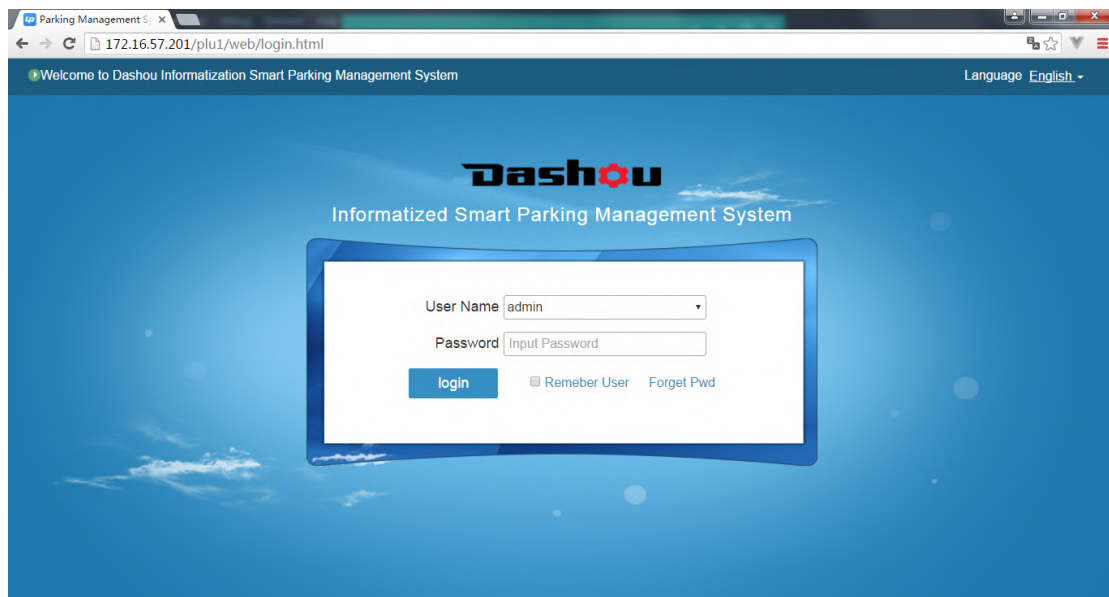 Parking Management S
172.16.57.201/plu1/web/login.html
Welcome to Dashou Informatization Smart Parking Management System
Language English
Dashou
Informatized Smart Parking Management System
User Name admin
Password Input Password
login Remeber User Forget Pwd